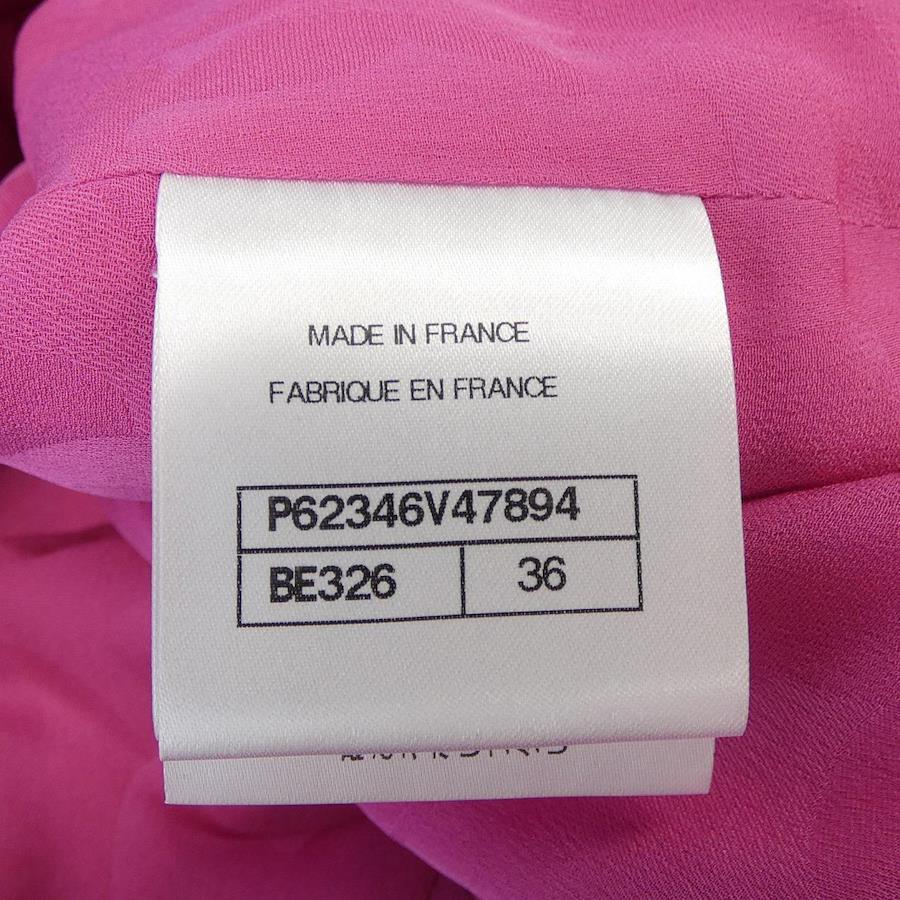 MADE IN FRANCE
FABRIQUE EN FRANCE
P62346V47894
BE326 36